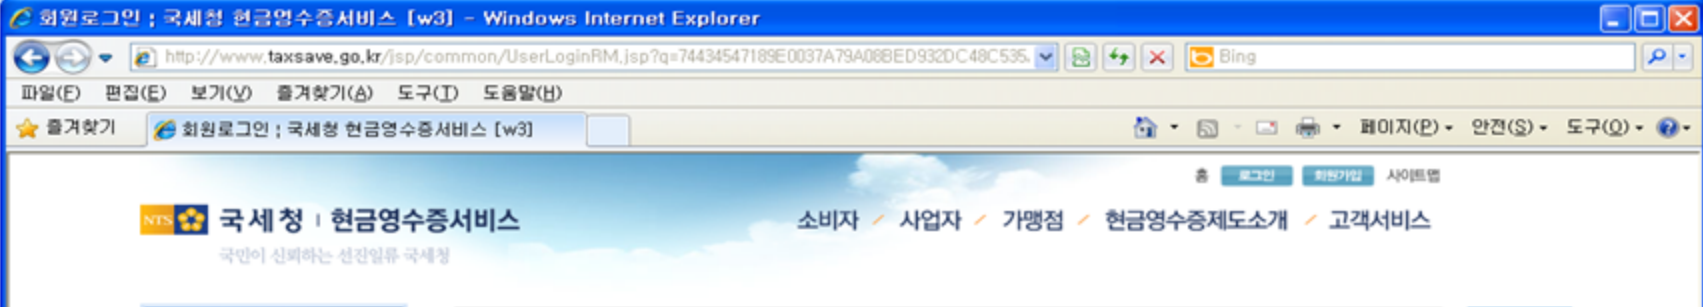 회원로그인 ; 국세청 현금영수증서비스 [w3] - Windows Internet Explorer
http://www.taxsave.go.kr/jsp/common/UserLoginRM.jsp?q=74434547189E0037A79A08BED932DC48C535. Bing
파일(F) 편집(E) 보기(V) 즐겨찾기(A) 도구(T) 도움말(H)
즐겨찾기 회원로그인 ; 국세청 현금영수증서비스 [w3] 페이지(P) 안전(S) 도구(O)
홈 로그인 회원가입 사이트맵
NTS 국세청 현금영수증서비스 소비자 / 사업자 / 가맹점 / 현금영수증제도소개 / 고객서비스
국민이 신뢰하는 선진일류 국세청